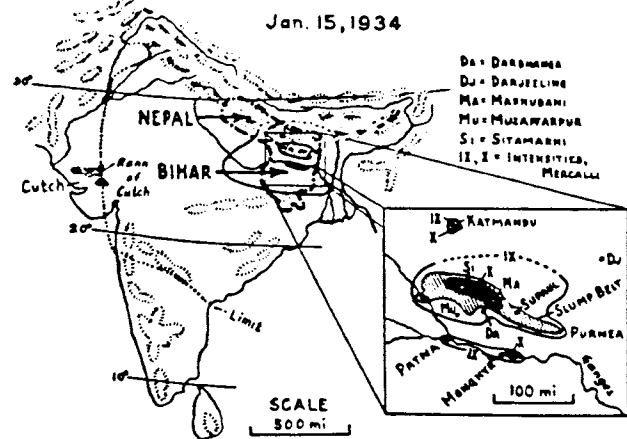 Jan. 15, 1934
DA = DARBHANGA
DJ = DARJEELING
MA = MADHUBANI
MU = MUZAFFARPUR
SI = SITAMARHI
IX, X = INTENSITIES,
MERCALLI
30°
NEPAL
BIHAR
Rann
of
Cutch
Cutch
20°
Limit
10°
SCALE
500 mi
IX
X
KATMANDU
IX
SI
X
MA
DJ
SUPAUL
SLUMP BELT
MU
DA
PURNEA
PATNA
IX
X
MONGHYR
Ganges
100 mi